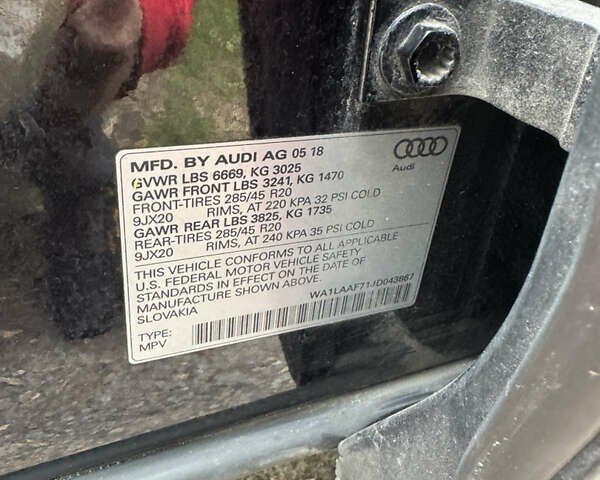 MFD. BY AUDI AG 05 18
GVWR LBS 6669, KG 3025
GAWR FRONT LBS 3241, KG 1470
FRONT-TIRES 285/45 R20
9JX20 RIMS, AT 220 KPA 32 PSI COLD
GAWR REAR LBS 3825, KG 1735
REAR-TIRES 285/45 R20
9JX20 RIMS, AT 240 KPA 35 PSI COLD
THIS VEHICLE CONFORMS TO ALL APPLICABLE
U.S. FEDERAL MOTOR VEHICLE SAFETY
STANDARDS IN EFFECT ON THE DATE OF
MANUFACTURE SHOWN ABOVE.
SLOVAKIA
WA1LAAF71JD043867
TYPE:
MPV
Audi